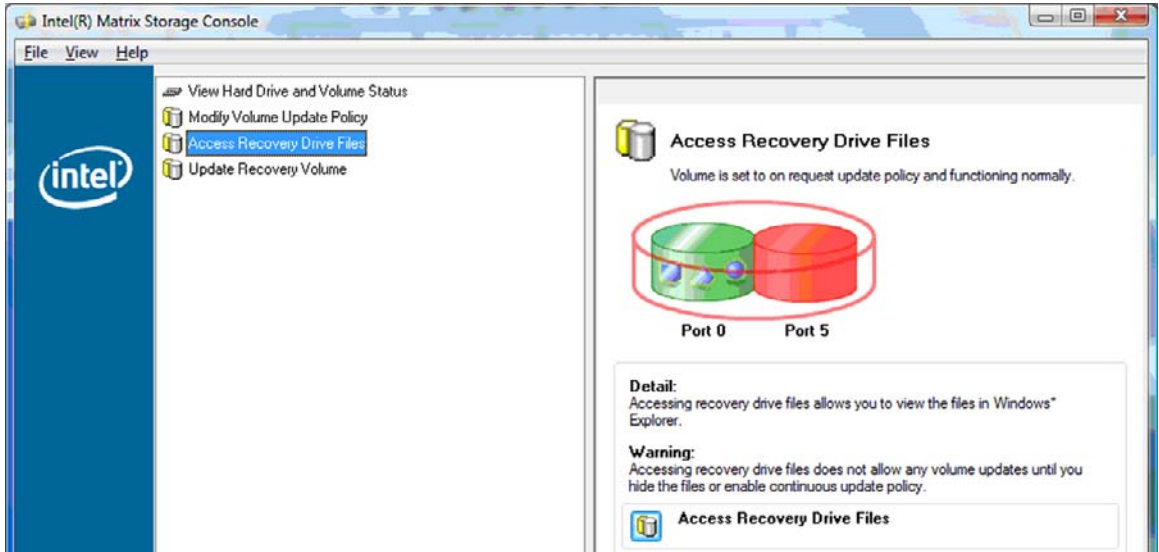 Intel(R) Matrix Storage Console
File View Help
intel
View Hard Drive and Volume Status
Modify Volume Update Policy
Access Recovery Drive Files
Update Recovery Volume
Access Recovery Drive Files
Volume is set to on request update policy and functioning normally.
Port 0 Port 5
Detail:
Accessing recovery drive files allows you to view the files in Windows*
Explorer.
Warning:
Accessing recovery drive files does not allow any volume updates until you
hide the files or enable continuous update policy.
Access Recovery Drive Files